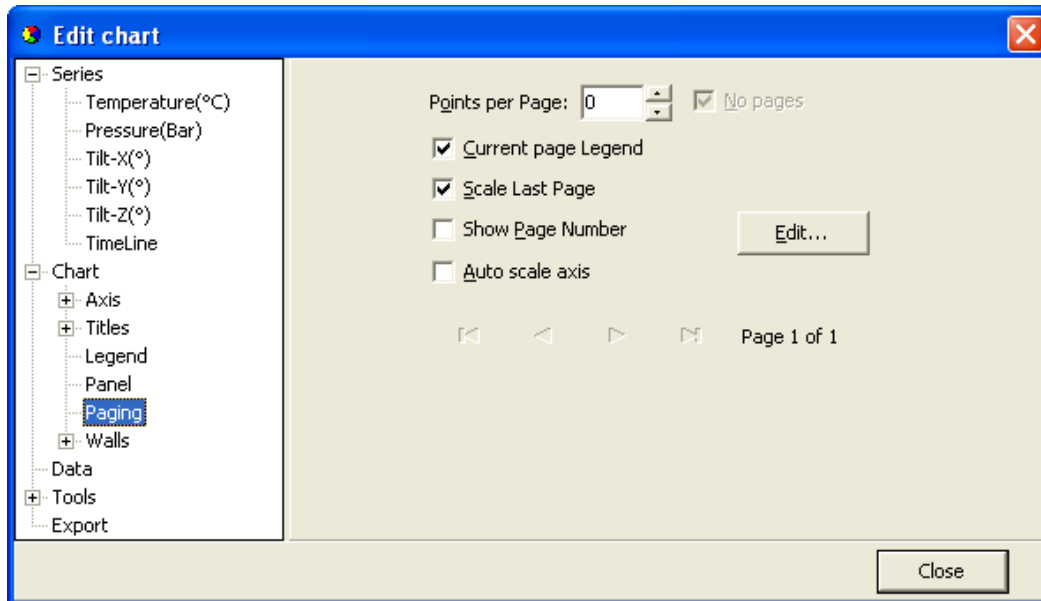 Edit chart
Series
Temperature(°C)
Pressure(Bar)
Tilt-X(°)
Tilt-Y(°)
Tilt-Z(°)
TimeLine
Chart
Axis
Titles
Legend
Panel
Paging
Walls
Data
Tools
Export
Points per Page: 0 No pages
Current page Legend
Scale Last Page
Show Page Number
Edit...
Auto scale axis
Page 1 of 1
Close